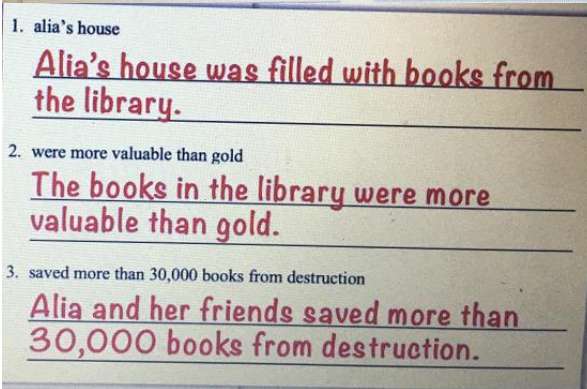 1. alia's house
Alia's house was filled with books from
the library.
2. were more valuable than gold
The books in the library were more
valuable than gold.
3. saved more than 30,000 books from destruction
Alia and her friends saved more than
30,000 books from destruction.